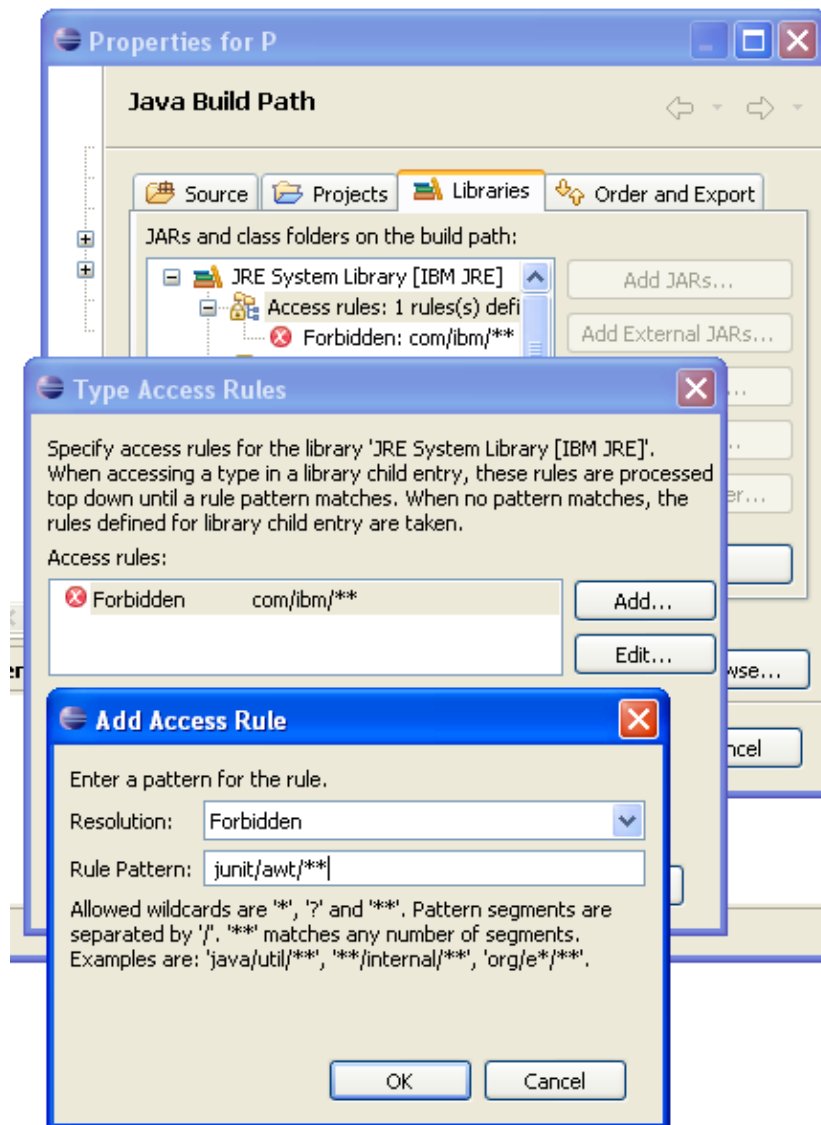 Properties for P
Java Build Path
Source Projects Libraries Order and Export
JARs and class folders on the build path:
JRE System Library [IBM JRE]
Add JARs...
Access rules: 1 rules(s) defi
Forbidden: com/ibm/**
Add External JARs...
Type Access Rules
Specify access rules for the library 'JRE System Library [IBM JRE]'.
When accessing a type in a library child entry, these rules are processed
top down until a rule pattern matches. When no pattern matches, the
rules defined for library child entry are taken.
Access rules:
Forbidden com/ibm/**
Add...
Edit...
Add Access Rule
Enter a pattern for the rule.
Resolution: Forbidden
Rule Pattern: junit/awt/**
Allowed wildcards are '*', '?' and '**'. Pattern segments are
separated by '/'. '**' matches any number of segments.
Examples are: 'java/util/**', '**/internal/**', 'org/e*/**'.
OK Cancel